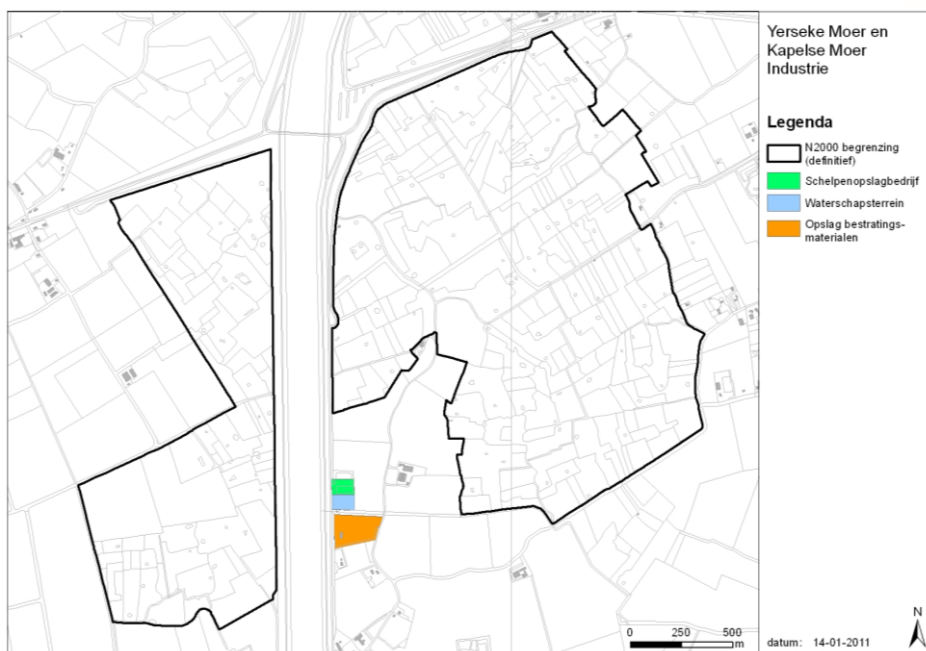 Yerseke Moer en
Kapelse Moer
Industrie
Legenda
N2000 begrenzing
(definitief)
Schelpenopslagbedrijf
Waterschapsterrein
Opslag bestratings-
materialen
0 250 500
m
N
datum: 14-01-2011